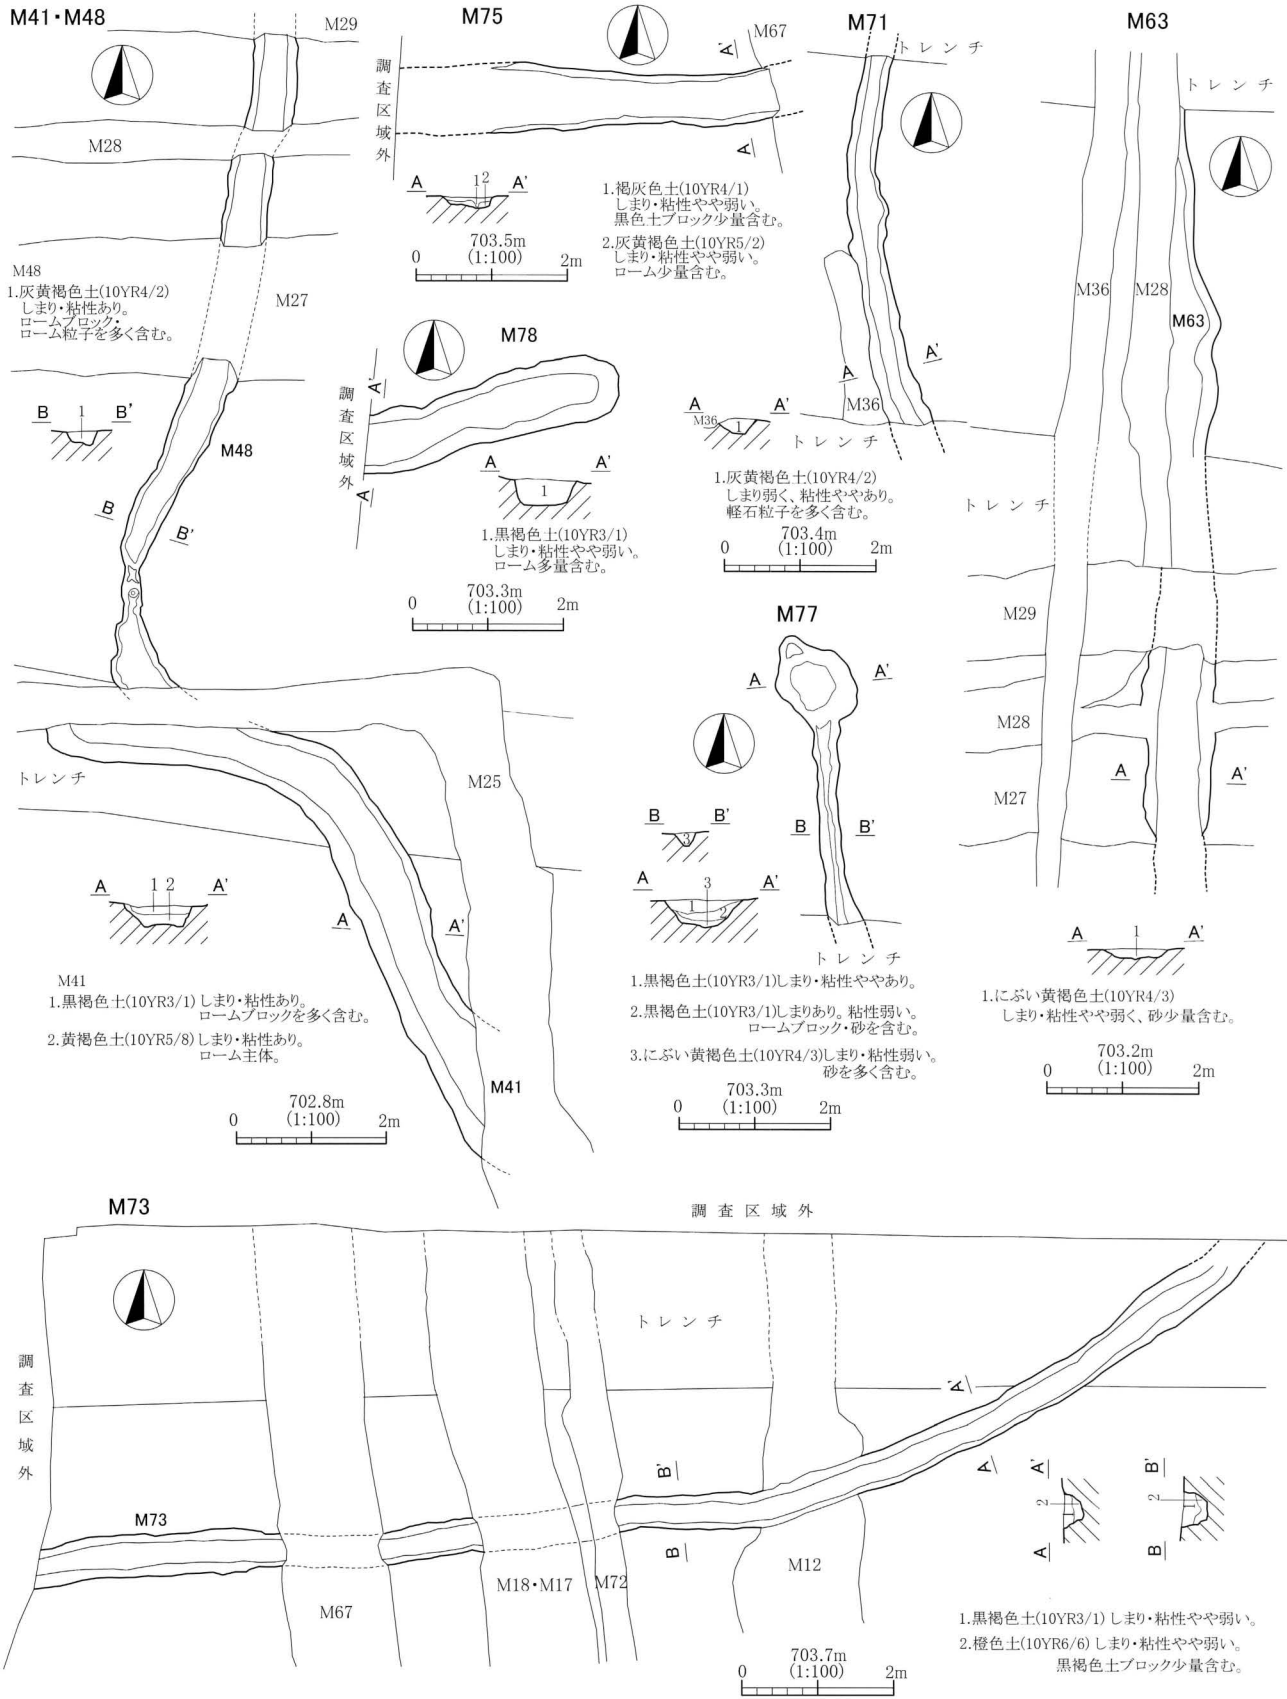 M41・M48
M29
M28
M48
1.灰黄褐色土(10YR4/2)
しまり・粘性あり。
ロームブロック・
ローム粒子を多く含む。
M27
B 1 B'
M48
B
B'
M25
トレンチ
A 1 2 A'
A
A'
M41
1.黒褐色土(10YR3/1)しまり・粘性あり。
ロームブロックを多く含む。
2.黄褐色土(10YR5/8)しまり・粘性あり。
ローム主体。
M41
702.8m
0 (1:100) 2m
M75
M67
調査区域外
A'
A
A 1 2 A'
703.5m
0 (1:100) 2m
1.褐灰色土(10YR4/1)
しまり・粘性やや弱い。
黒色土ブロック少量含む。
2.灰黄褐色土(10YR5/2)
しまり・粘性やや弱い。
ローム少量含む。
M78
調査区域外
A'
A
A A'
1
1.黒褐色土(10YR3/1)
しまり・粘性やや弱い。
ローム多量含む。
703.3m
0 (1:100) 2m
M71
トレンチ
A'
A
M36
A A'
M36 1
トレンチ
1.灰黄褐色土(10YR4/2)
しまり弱く、粘性ややあり。
軽石粒子を多く含む。
703.4m
0 (1:100) 2m
M77
A A'
B B'
B B'
3
A 3 A'
1 2
トレンチ
1.黒褐色土(10YR3/1)しまり・粘性ややあり。
2.黒褐色土(10YR3/1)しまりあり。粘性弱い。
ロームブロック・砂を含む。
3.にぶい黄褐色土(10YR4/3)しまり・粘性弱い。
砂を多く含む。
703.3m
0 (1:100) 2m
M63
トレンチ
M36
M28
M63
トレンチ
M29
M28
A A'
M27
A 1 A'
1.にぶい黄褐色土(10YR4/3)
しまり・粘性やや弱く、砂少量含む。
703.2m
0 (1:100) 2m
M73
調査区域外
トレンチ
調査区域外
A'
A
B'
M73
B
M67
M18・M17
M72
M12
A'
2
1
A
B'
2
1
B
1.黒褐色土(10YR3/1)しまり・粘性やや弱い。
2.橙色土(10YR6/6)しまり・粘性やや弱い。
黒褐色土ブロック少量含む。
703.7m
0 (1:100) 2m